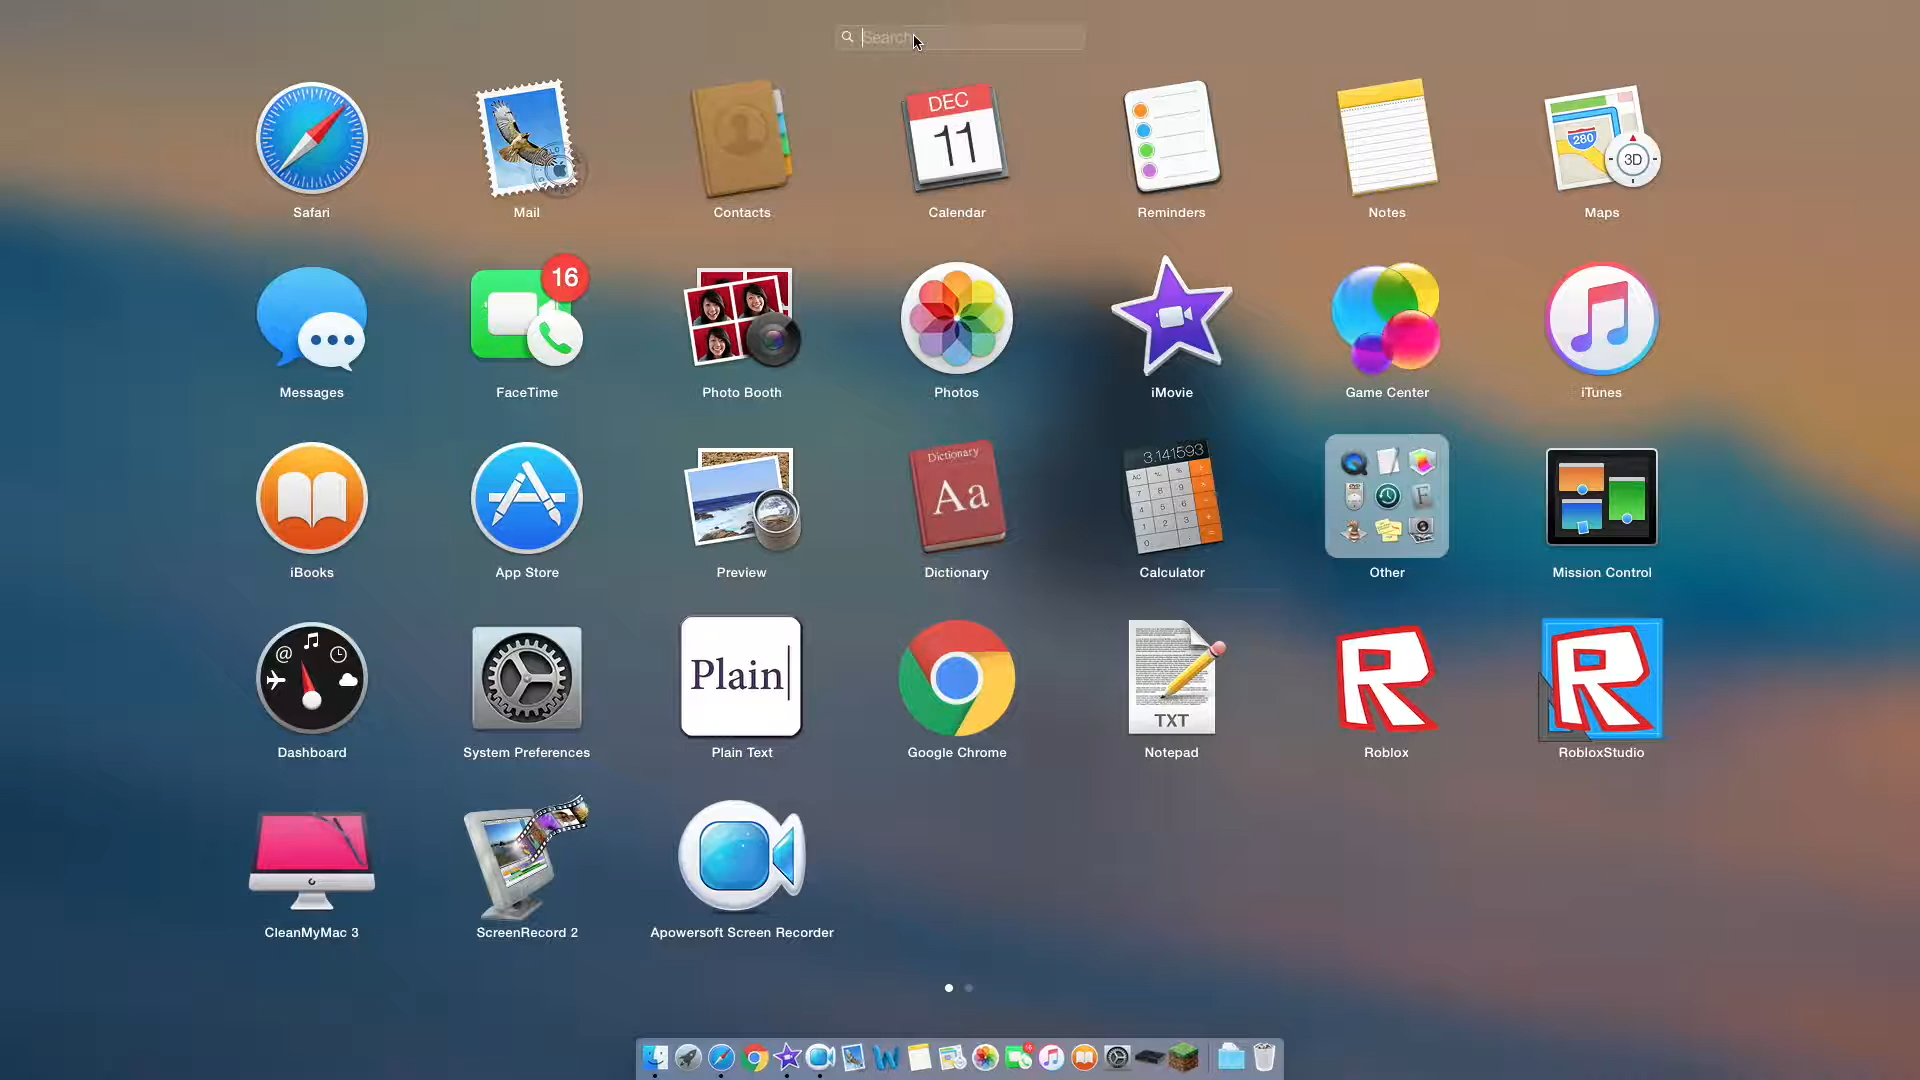 Search
Safari
Mail
Contacts
DEC
11
Calendar
Reminders
Notes
280
3D
Maps
Messages
16
FaceTime
Photo Booth
Photos
iMovie
Game Center
iTunes
iBooks
App Store
Preview
Dictionary
Aa
Dictionary
3.141593
Calculator
Other
Mission Control
Dashboard
System Preferences
Plain
Plain Text
Google Chrome
TXT
Notepad
Roblox
RobloxStudio
CleanMyMac 3
ScreenRecord 2
Apowersoft Screen Recorder